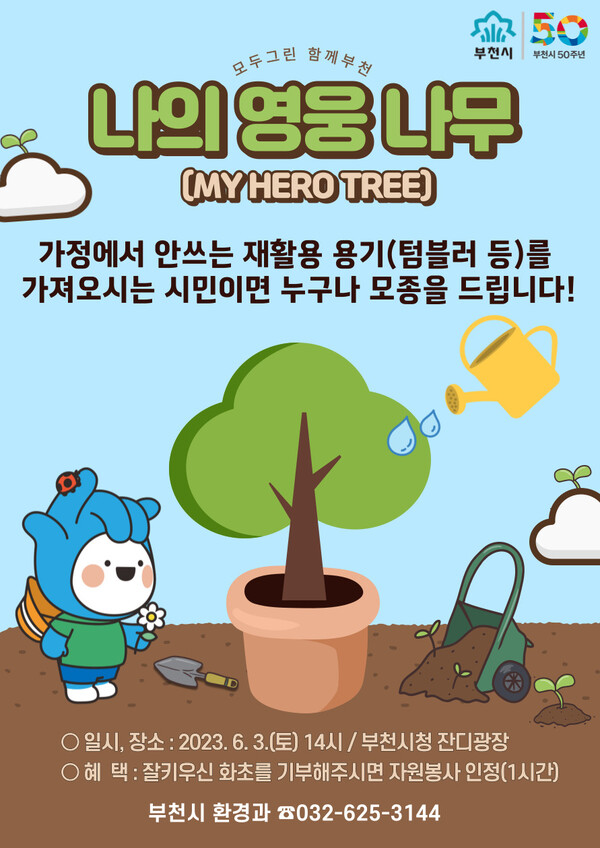 부천시
50
부천시 50주년
모두그린 함께부천
나의 영웅 나무
(MY HERO TREE)
가정에서 안쓰는 재활용 용기(텀블러 등)를
가져오시는 시민이면 누구나 모종을 드립니다!
○ 일시, 장소 : 2023. 6. 3.(토) 14시 / 부천시청 잔디광장
○ 혜 택 : 잘키우신 화초를 기부해주시면 자원봉사 인정(1시간)
부천시 환경과 ☎032-625-3144